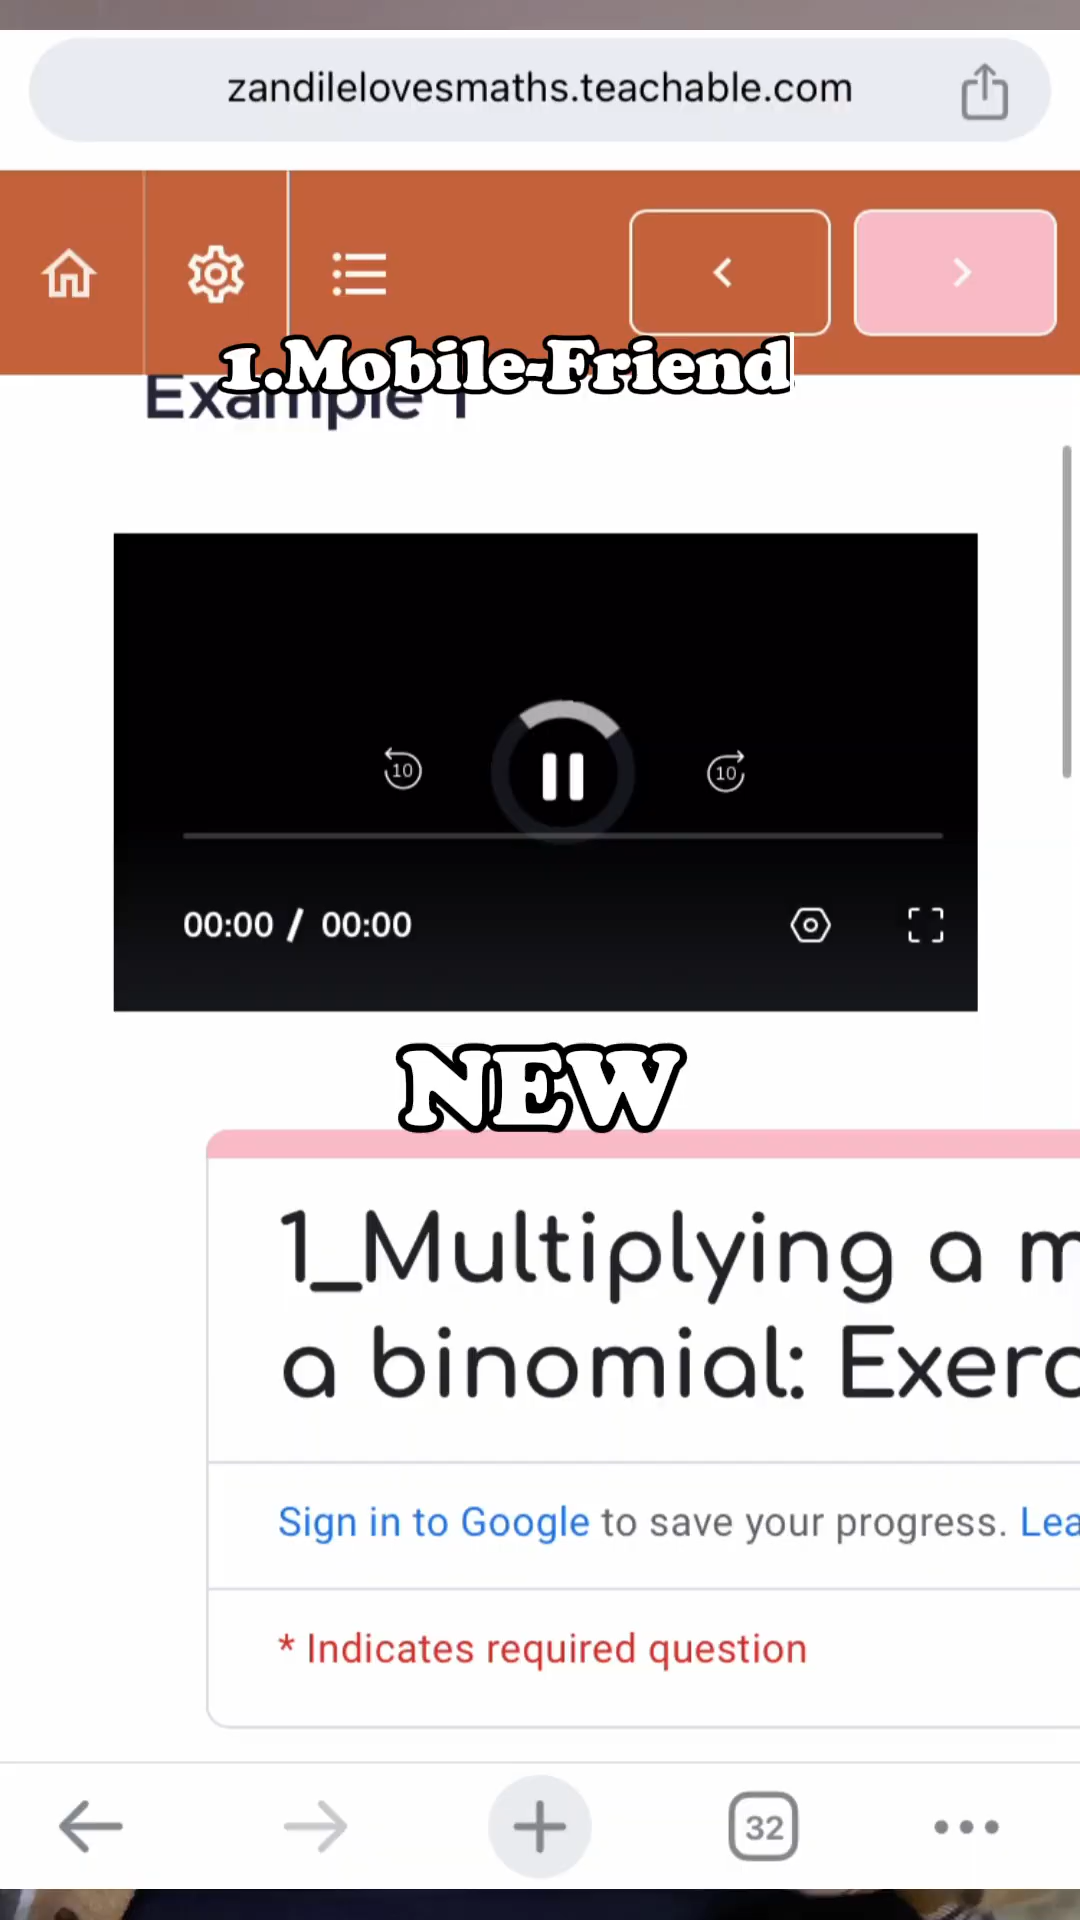 zandilelovesmaths.teachable.com
1.Mobile-Friend
Example 1
10
10
00:00 / 00:00
NEW
1_Multiplying a m
a binomial: Exerc
Sign in to Google to save your progress. Lea
* Indicates required question
32